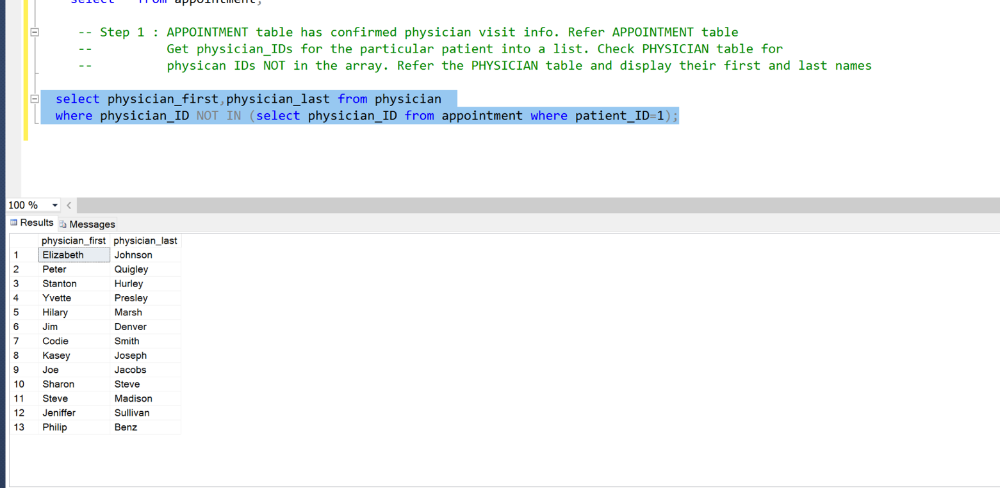 select * from appointment;
-- Step 1 : APPOINTMENT table has confirmed physician visit info. Refer APPOINTMENT table
-- Get physician_IDs for the particular patient into a list. Check PHYSICIAN table for
-- physican IDs NOT in the array. Refer the PHYSICIAN table and display their first and last names
select physician_first,physician_last from physician
where physician_ID NOT IN (select physician_ID from appointment where patient_ID=1);
100 %
Results Messages
physician_first physician_last
1 Elizabeth Johnson
2 Peter Quigley
3 Stanton Hurley
4 Yvette Presley
5 Hilary Marsh
6 Jim Denver
7 Codie Smith
8 Kasey Joseph
9 Joe Jacobs
10 Sharon Steve
11 Steve Madison
12 Jeniffer Sullivan
13 Philip Benz